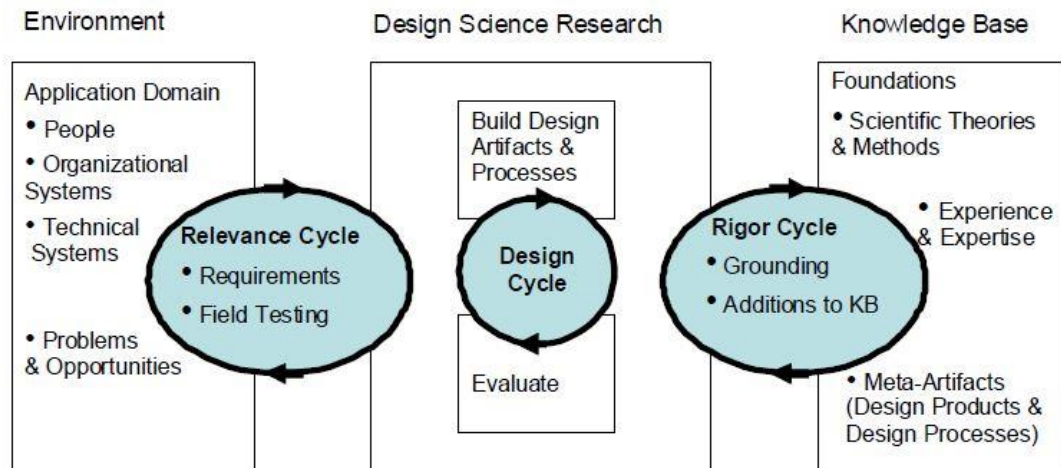 Environment
Design Science Research
Knowledge Base
Application Domain
• People
• Organizational
Systems
• Technical
Systems
• Problems
& Opportunities
Relevance Cycle
• Requirements
• Field Testing
Build Design
Artifacts &
Processes
Design
Cycle
Evaluate
Rigor Cycle
• Grounding
• Additions to KB
Foundations
• Scientific Theories
& Methods
• Experience
& Expertise
• Meta-Artifacts
(Design Products &
Design Processes)